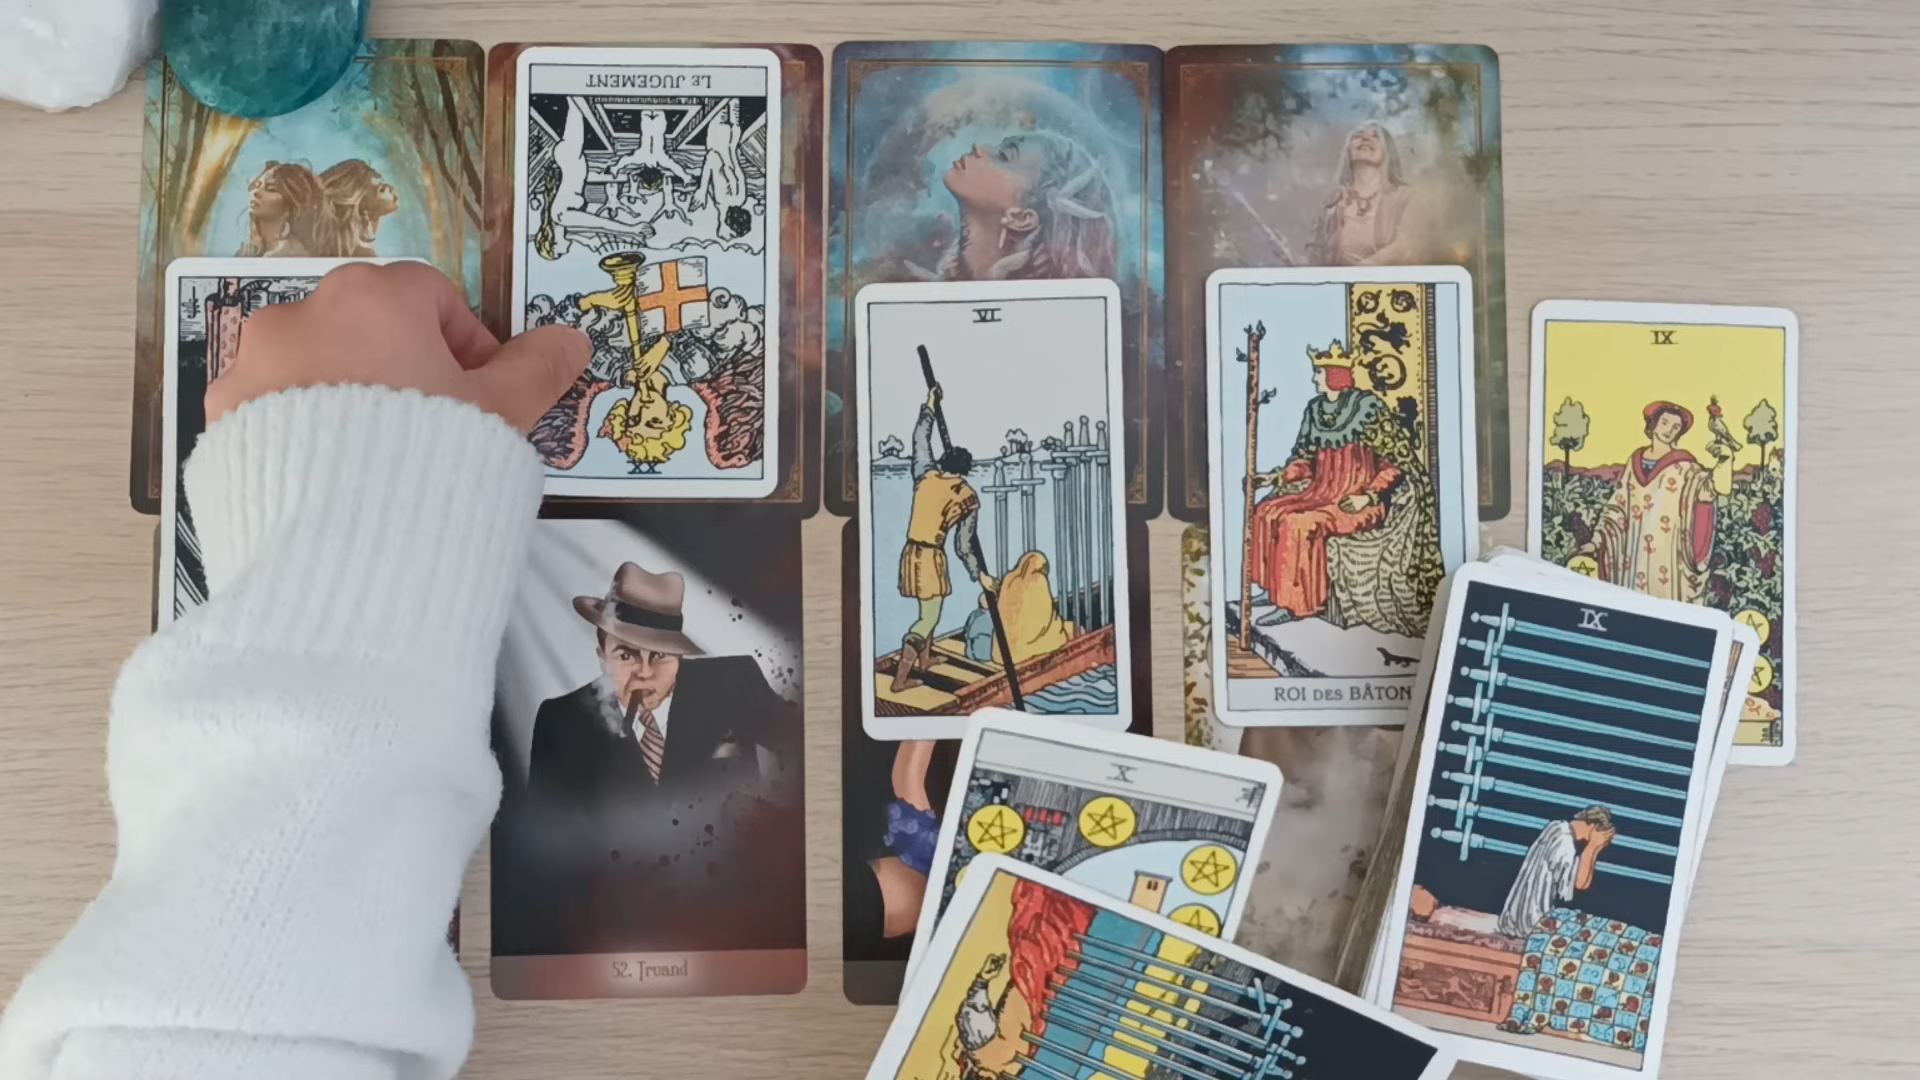 LE JUGEMENT
XX
VI
ROI DES BÂTON
IX
IX
X
52. Truand